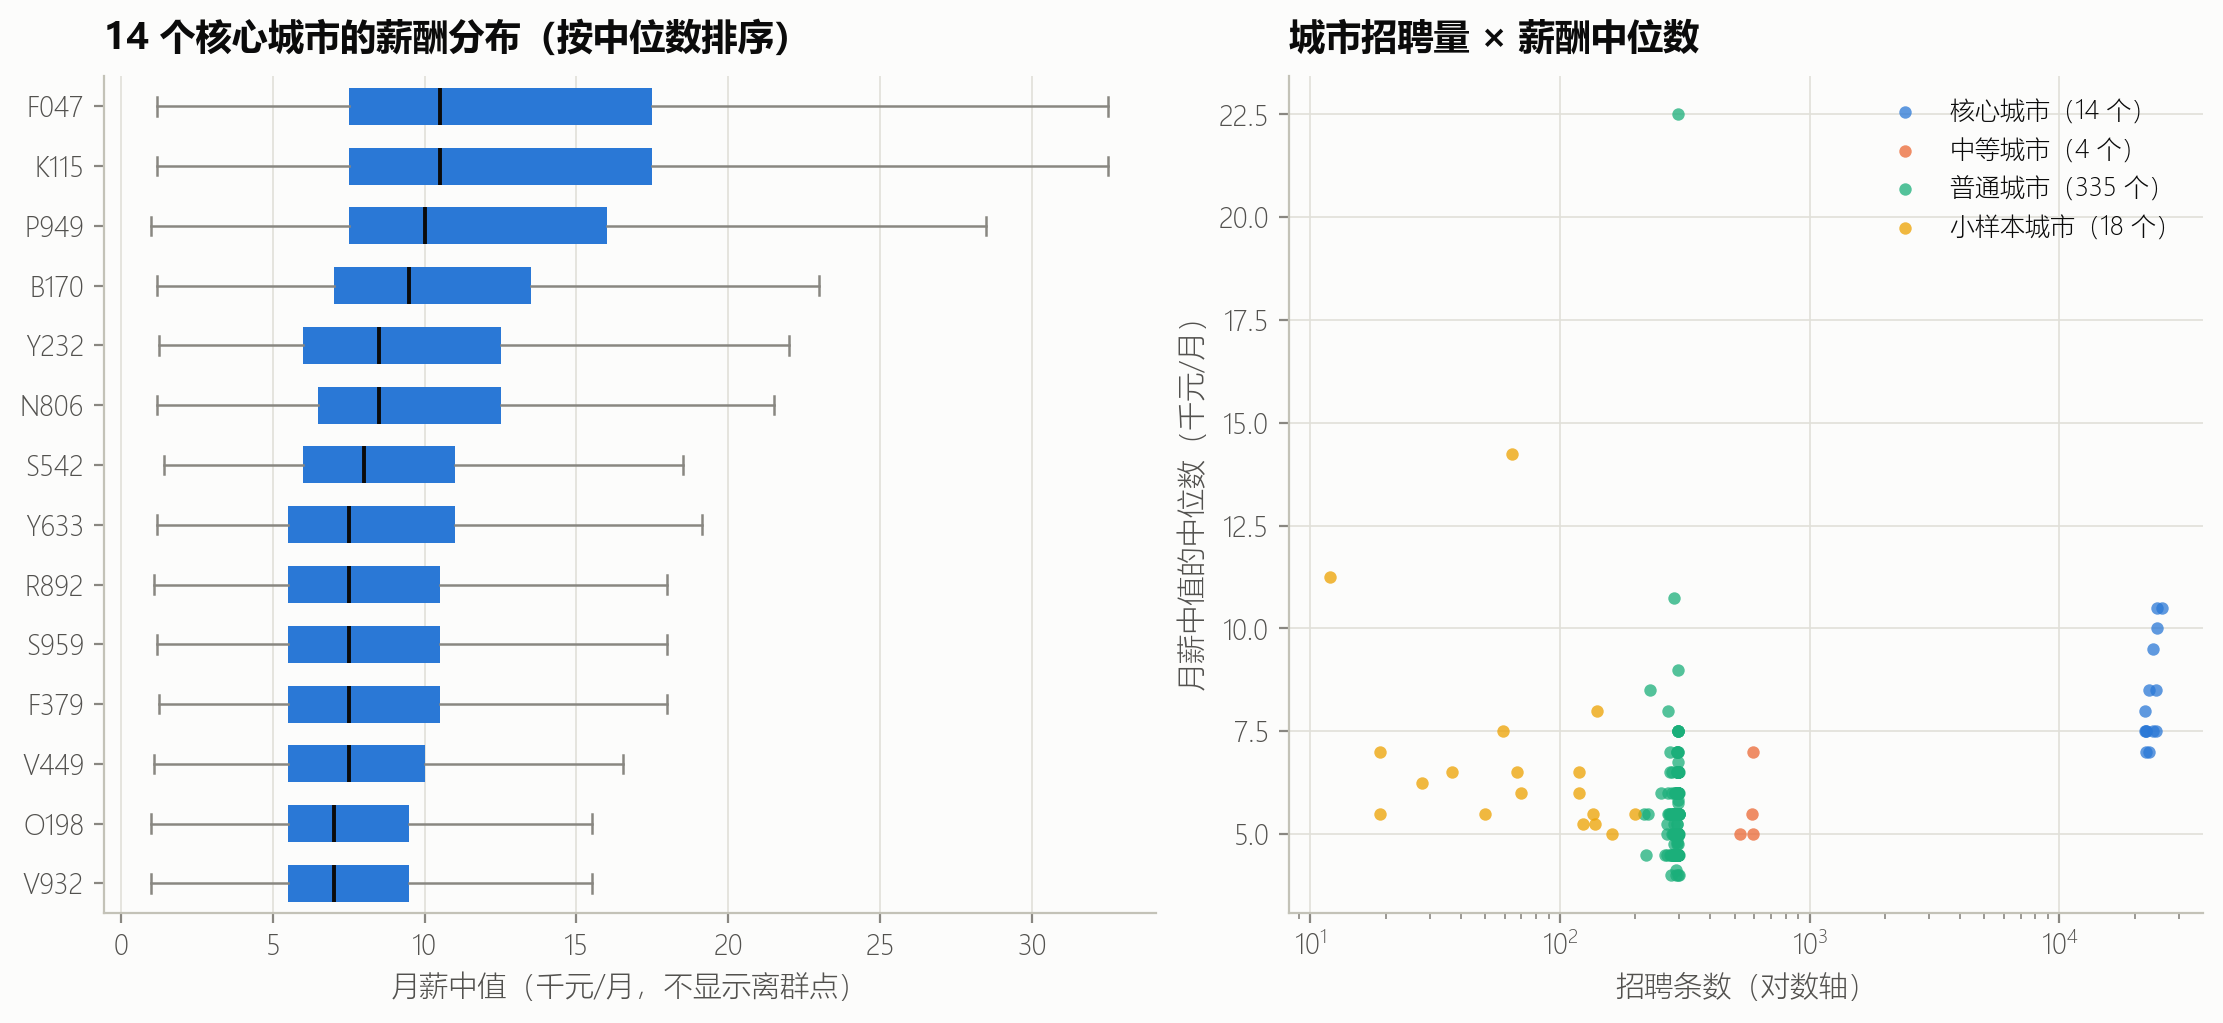 14 个核心城市的薪酬分布（按中位数排序）
F047
K115
P949
B170
Y232
N806
S542
Y633
R892
S959
F379
V449
O198
V932
0 5 10 15 20 25 30
月薪中值（千元/月，不显示离群点）
城市招聘量 × 薪酬中位数
核心城市（14 个）
中等城市（4 个）
普通城市（335 个）
小样本城市（18 个）
月薪中值的中位数（千元/月）
22.5
20.0
17.5
15.0
12.5
10.0
7.5
5.0
10¹ 10² 10³ 10⁴
招聘条数（对数轴）